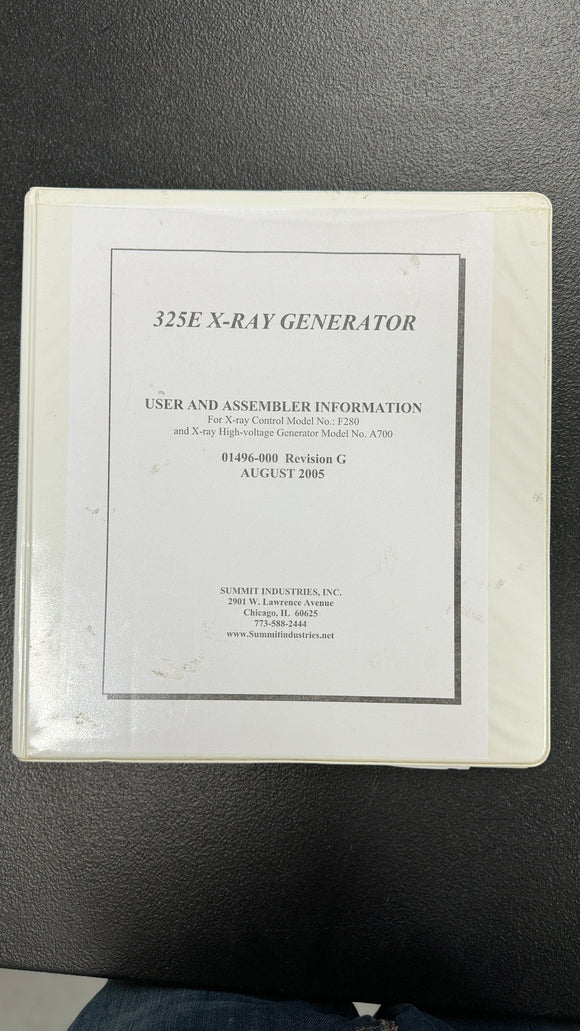 325E X-RAY GENERATOR
USER AND ASSEMBLER INFORMATION
For X-ray Control Model No.: F280
and X-ray High-voltage Generator Model No. A700
01496-000 Revision G
AUGUST 2005
SUMMIT INDUSTRIES, INC.
2901 W. Lawrence Avenue
Chicago, IL 60625
773-588-2444
www.Summitindustries.net